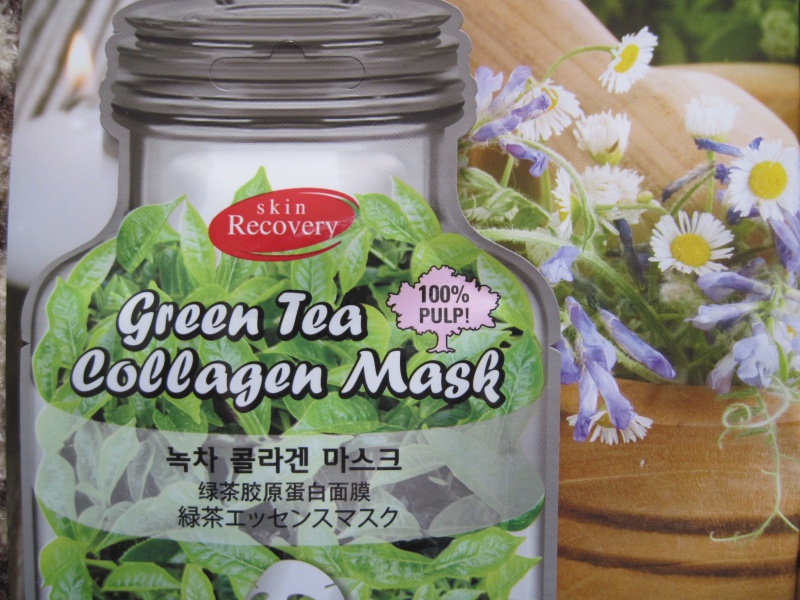 skin
Recovery
100%
PULP!
Green Tea
Collagen Mask
녹차 콜라겐 마스크
绿茶胶原蛋白面膜
緑茶エッセンスマスク